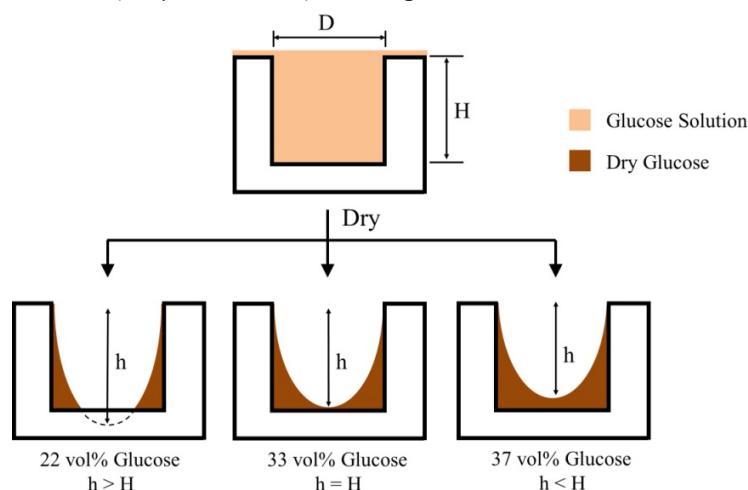 D
H
Glucose Solution
Dry Glucose
Dry
h
h
h
22 vol% Glucose
h > H
33 vol% Glucose
h = H
37 vol% Glucose
h < H